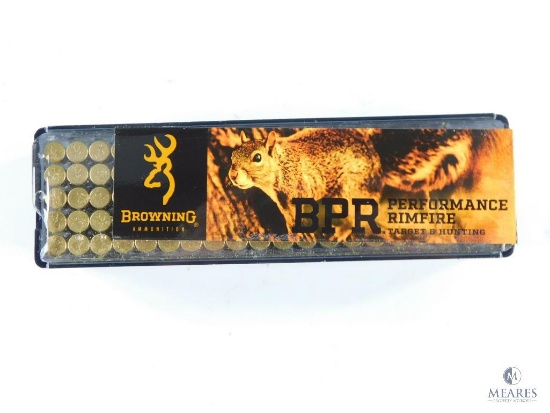 BROWNING®
AMMUNITION
BPR.
PERFORMANCE
RIMFIRE
TARGET & HUNTING
MEARES